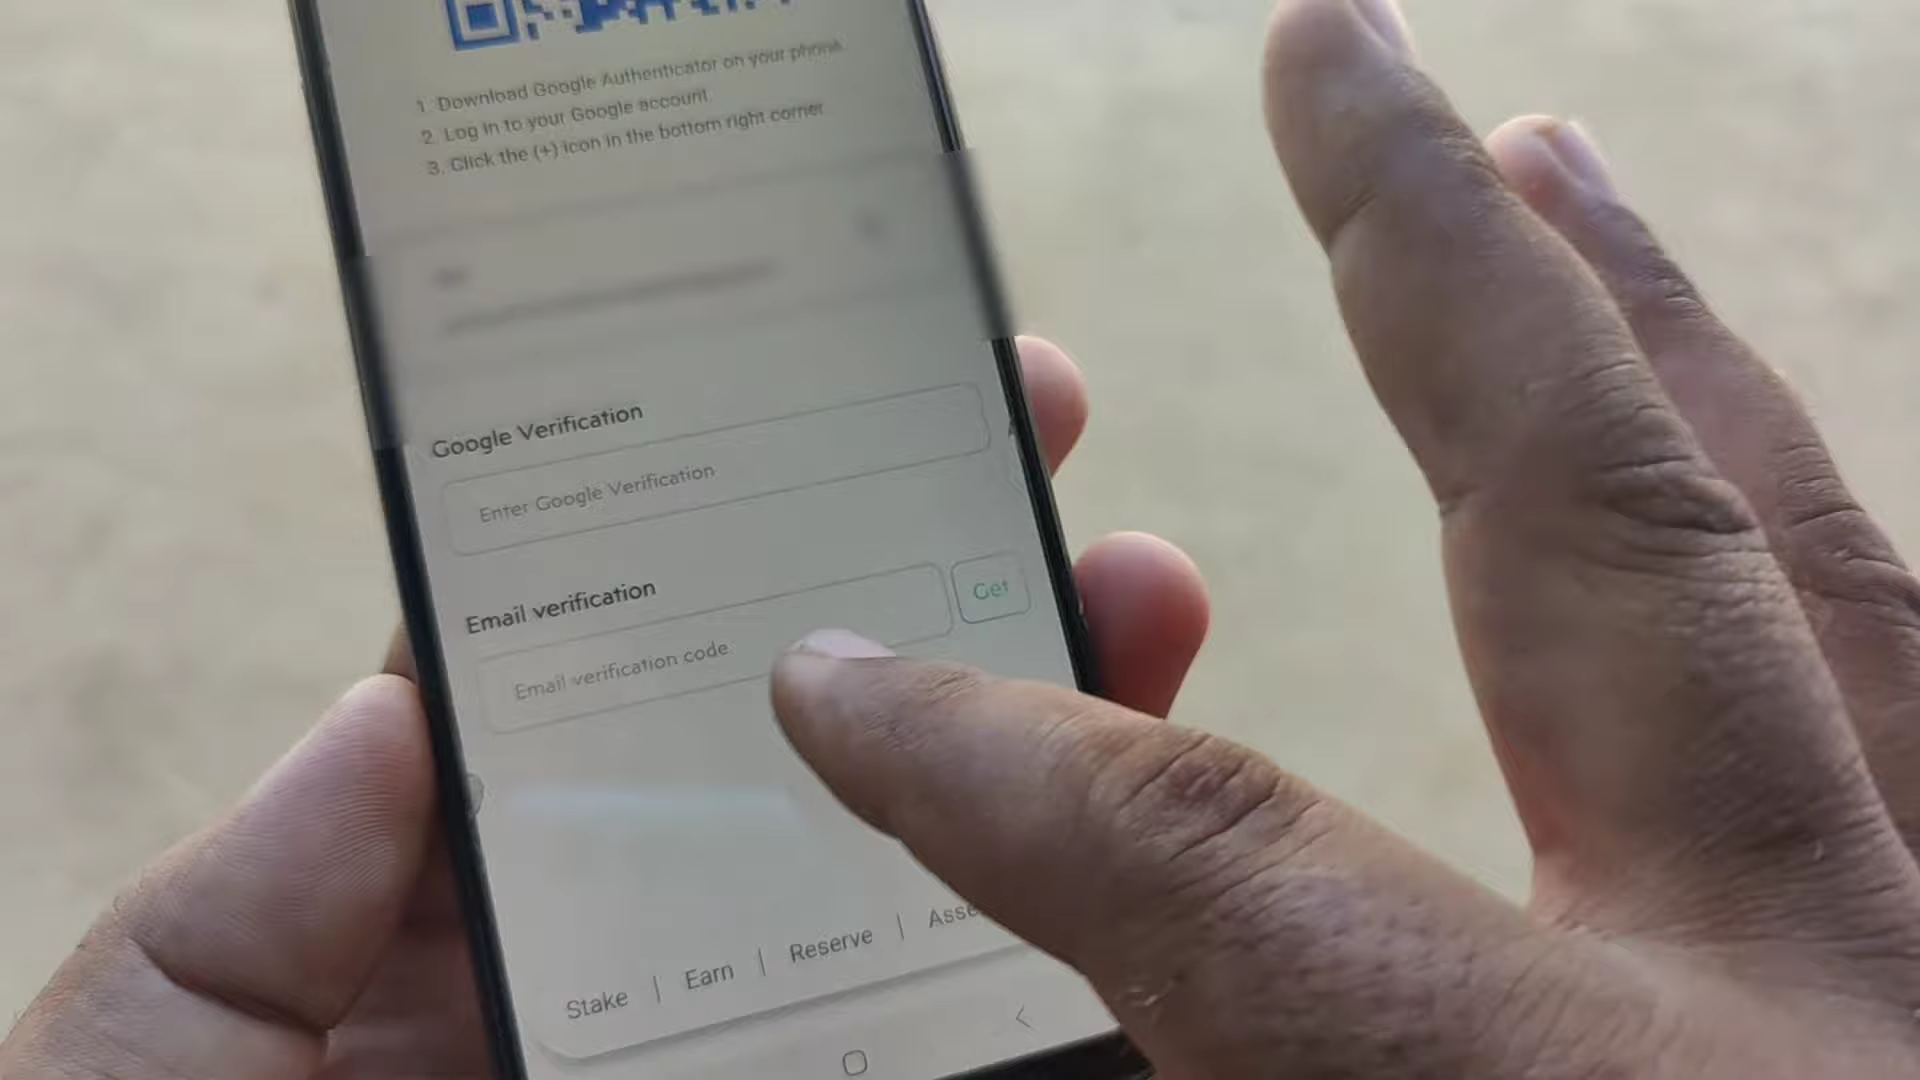 1. Download Google Authenticator on your phone.
2. Log in to your Google account
3. Click the (+) icon in the bottom right corner
Google Verification
Enter Google Verification
Email verification
Email verification code
Get
Stake | Earn | Reserve |